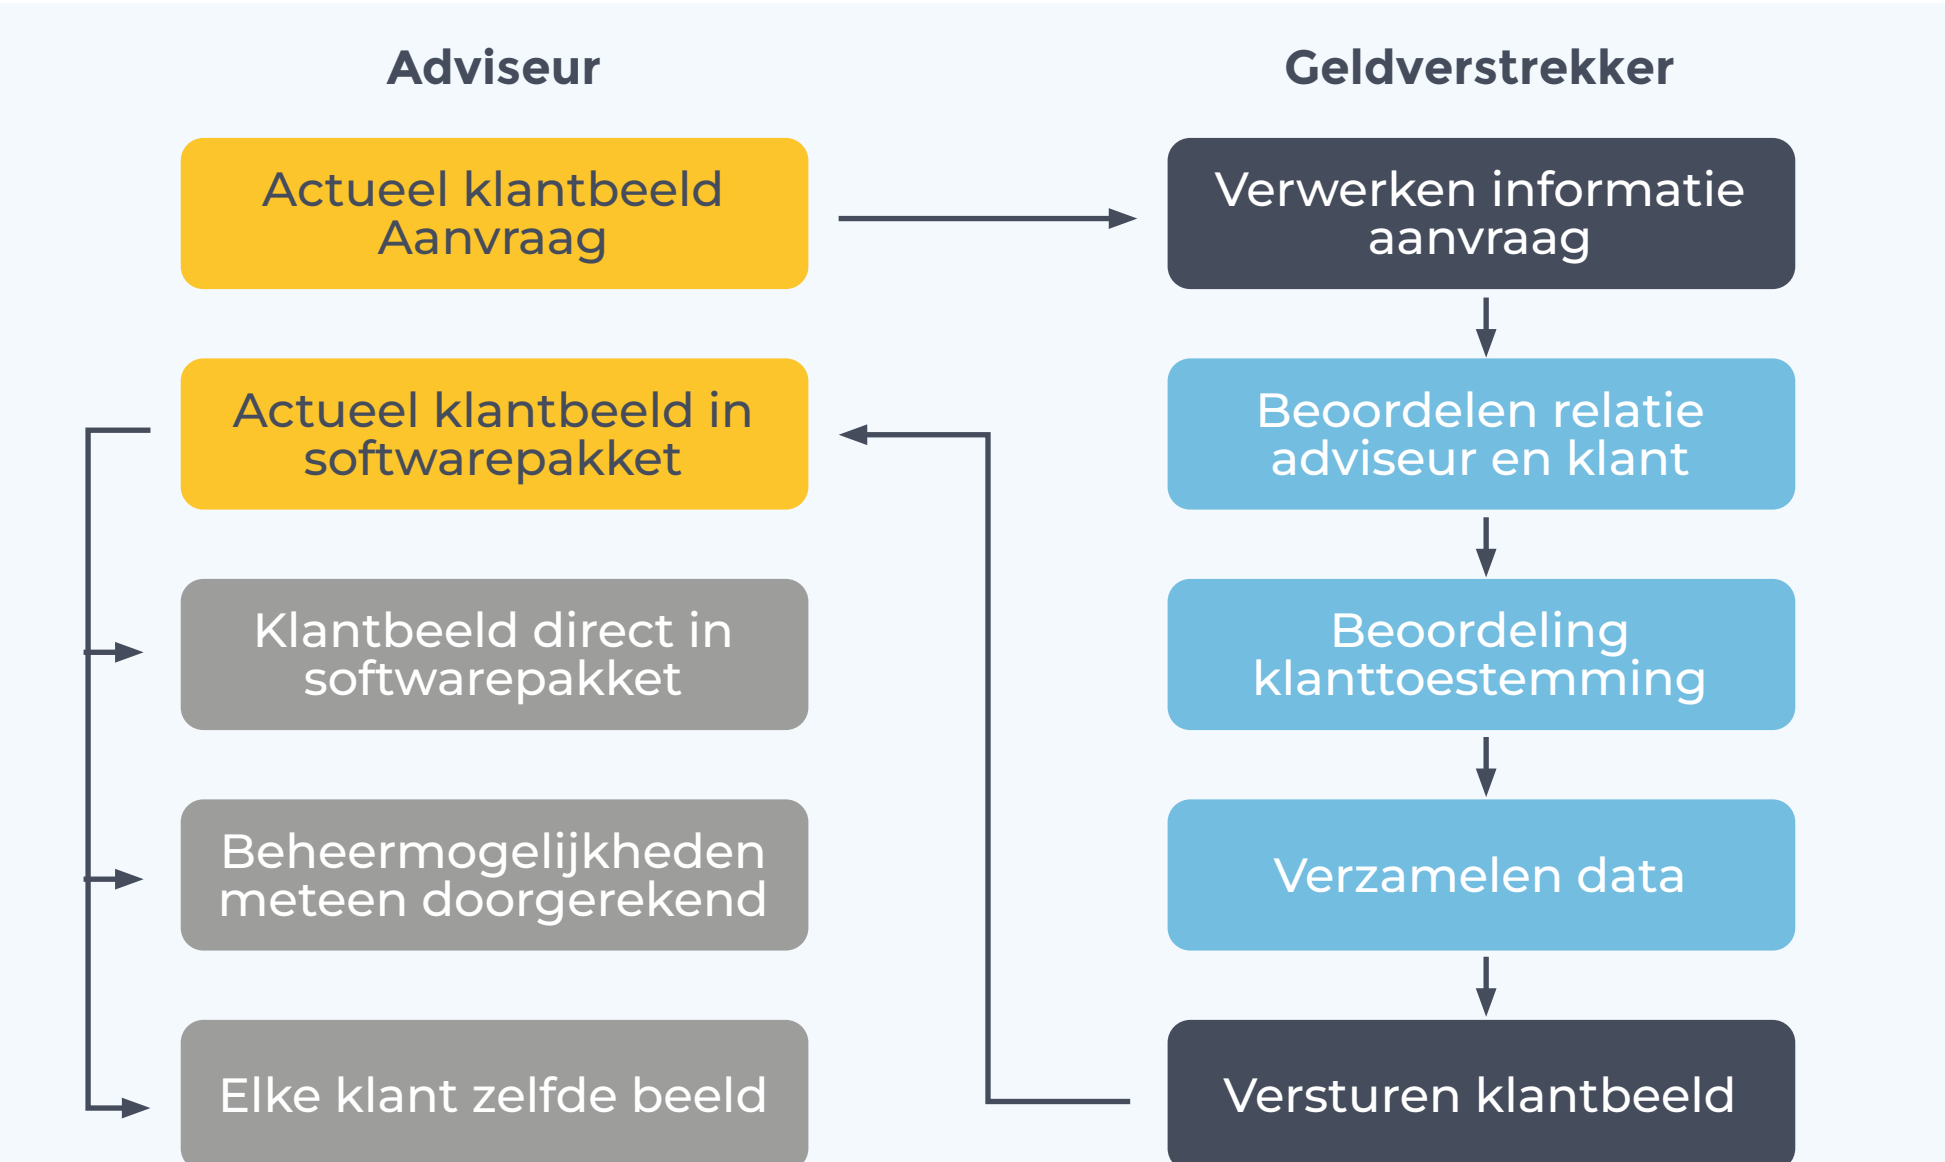 Adviseur
Actueel klantbeeld
Aanvraag
Actueel klantbeeld in
softwarepakket
Klantbeeld direct in
softwarepakket
Beheermogelijkheden
meteen doorgerekend
Elke klant zelfde beeld
Geldverstrekker
Verwerken informatie
aanvraag
Beoordelen relatie
adviseur en klant
Beoordeling
klanttoestemming
Verzamelen data
Versturen klantbeeld